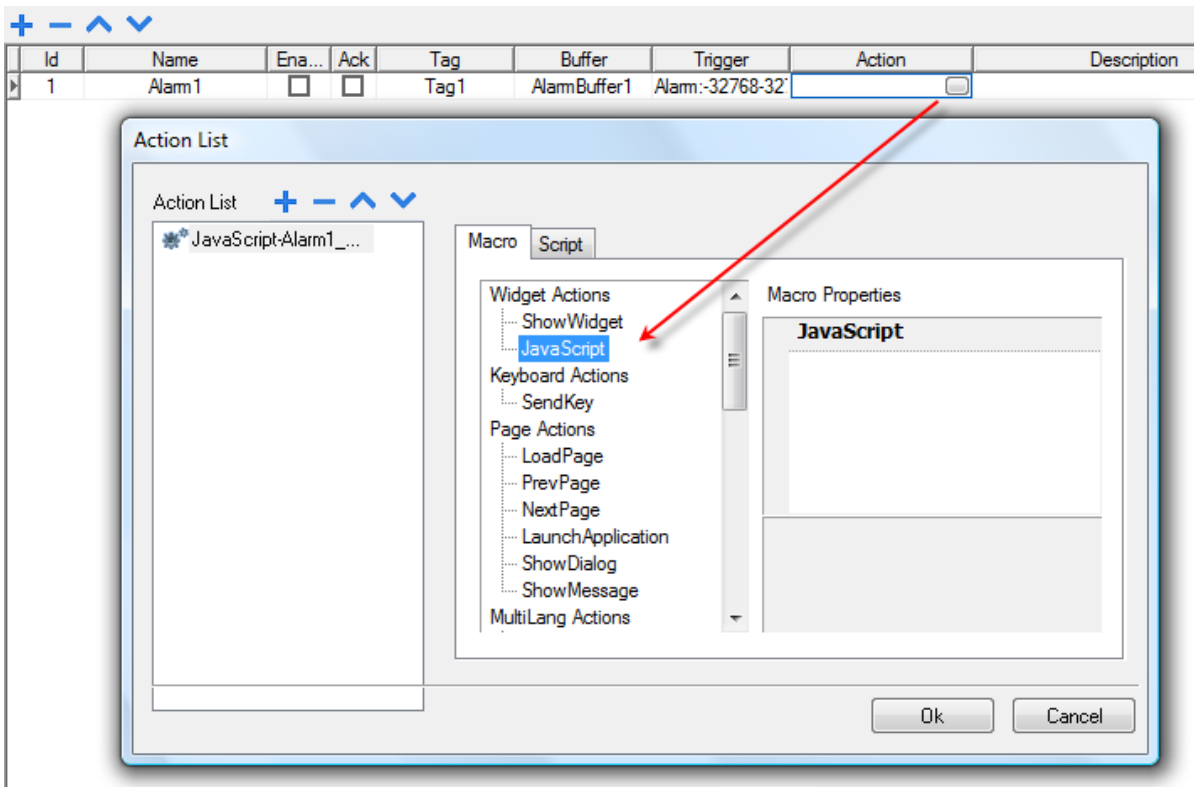 Id Name Ena... Ack Tag Buffer Trigger Action Description
1 Alarm1 Tag1 AlarmBuffer1 Alarm:-32768-327
Action List
Action List
JavaScript-Alarm1_...
Macro Script
Widget Actions
ShowWidget
JavaScript
Keyboard Actions
SendKey
Page Actions
LoadPage
PrevPage
NextPage
LaunchApplication
ShowDialog
ShowMessage
MultiLang Actions
Macro Properties
JavaScript
Ok Cancel